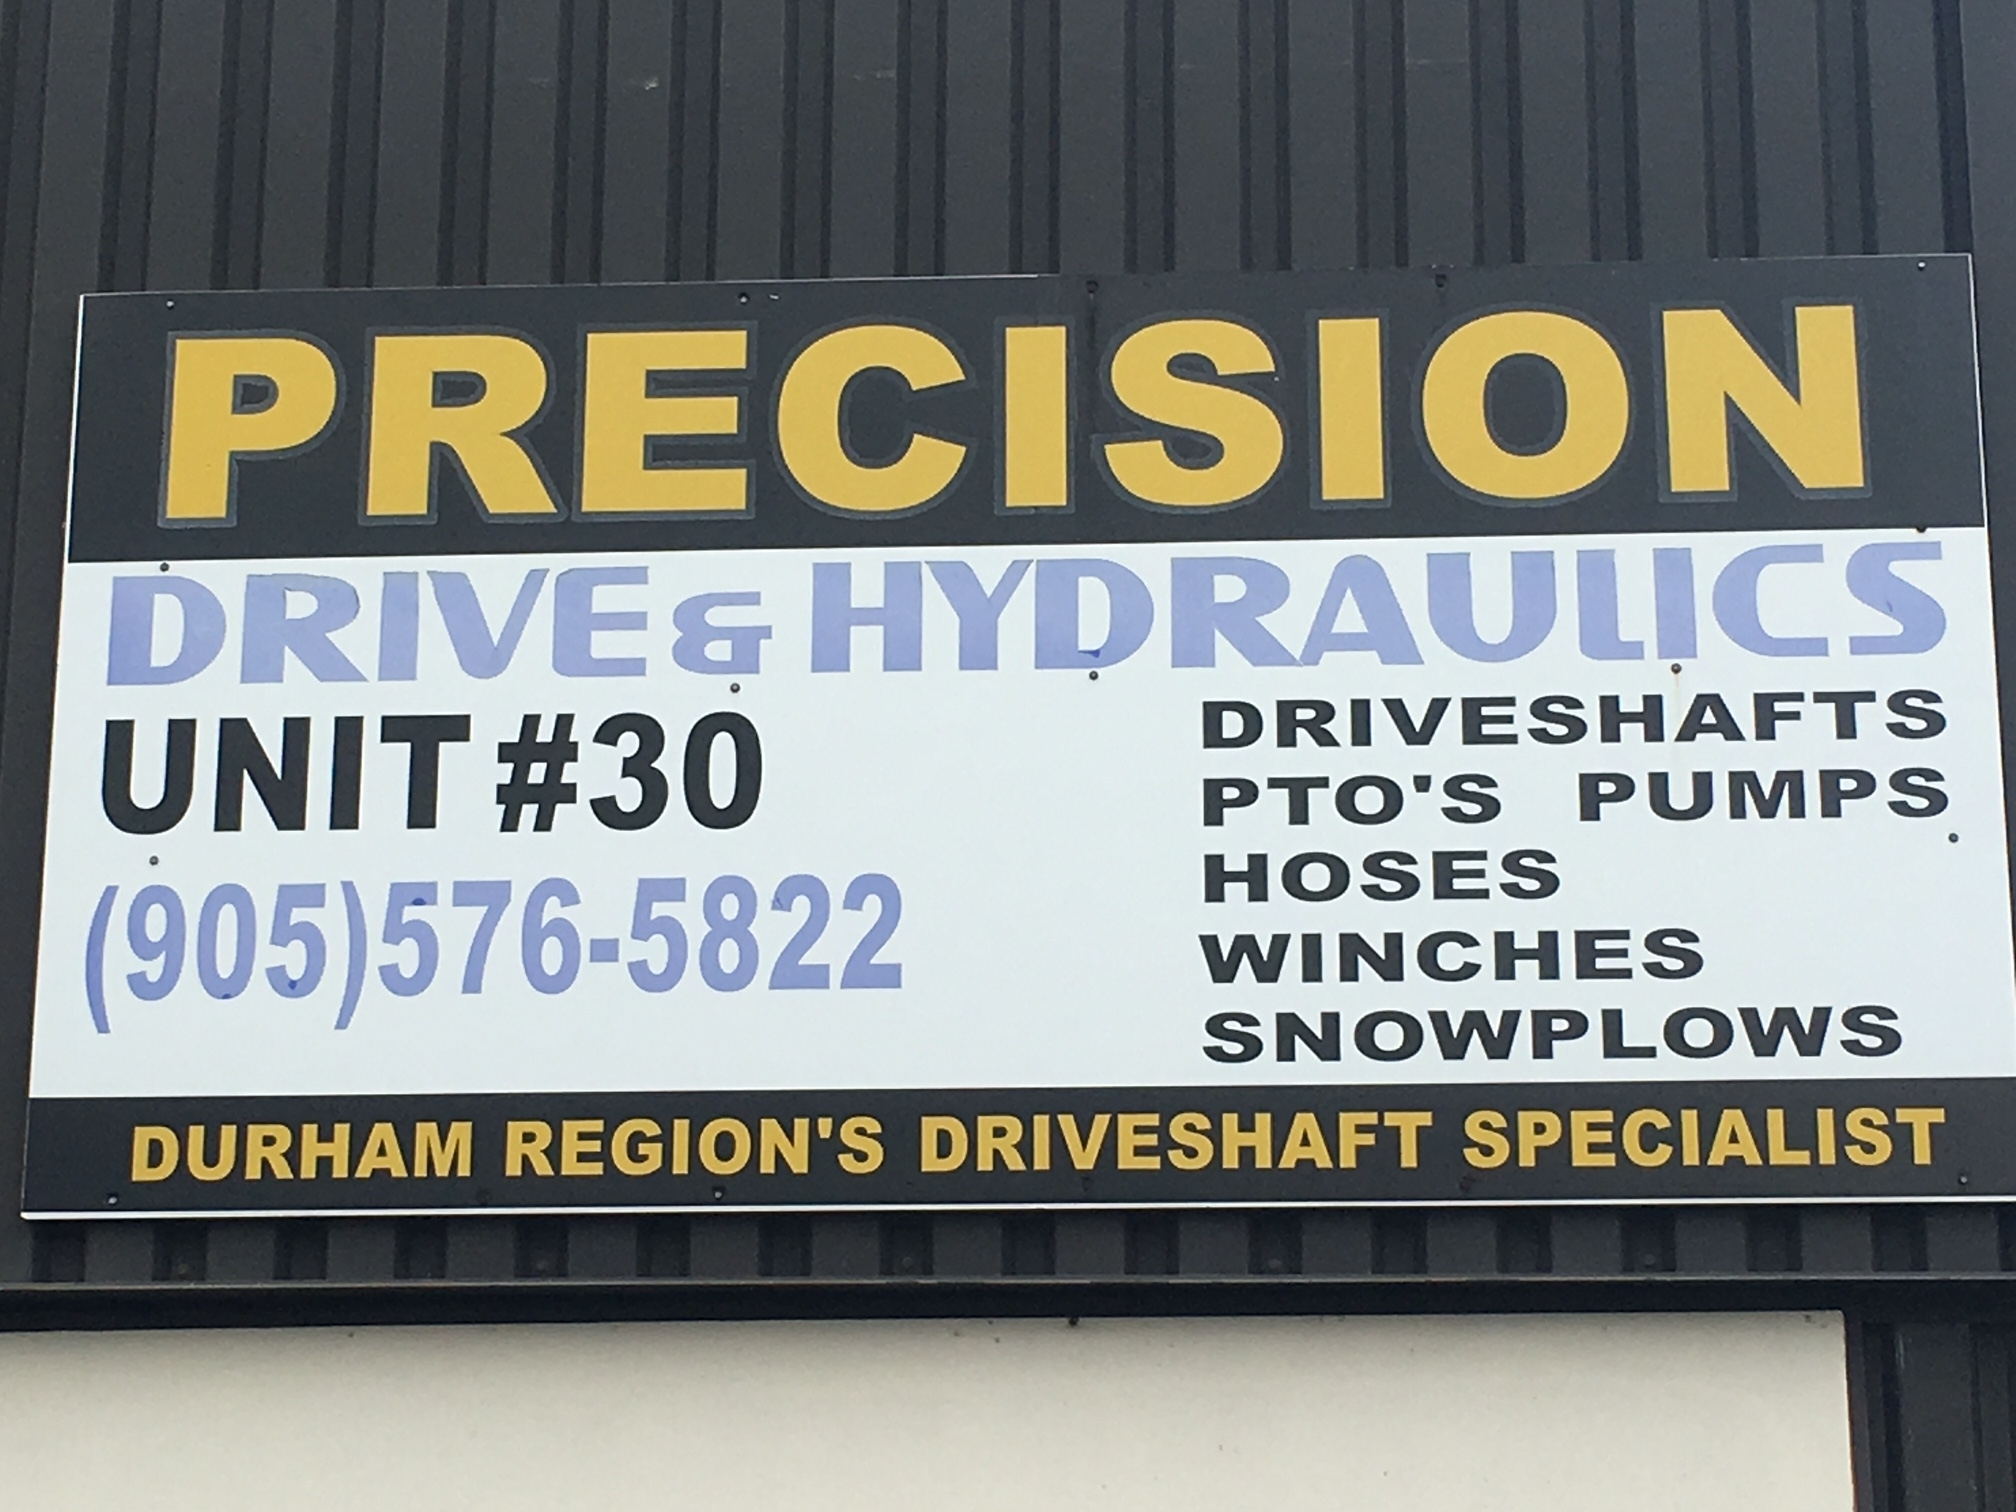 PRECISION
DRIVE & HYDRAULICS
UNIT #30
(905)576-5822
DRIVESHAFTS
PTO'S PUMPS
HOSES
WINCHES
SNOWPLOWS
DURHAM REGION'S DRIVESHAFT SPECIALIST